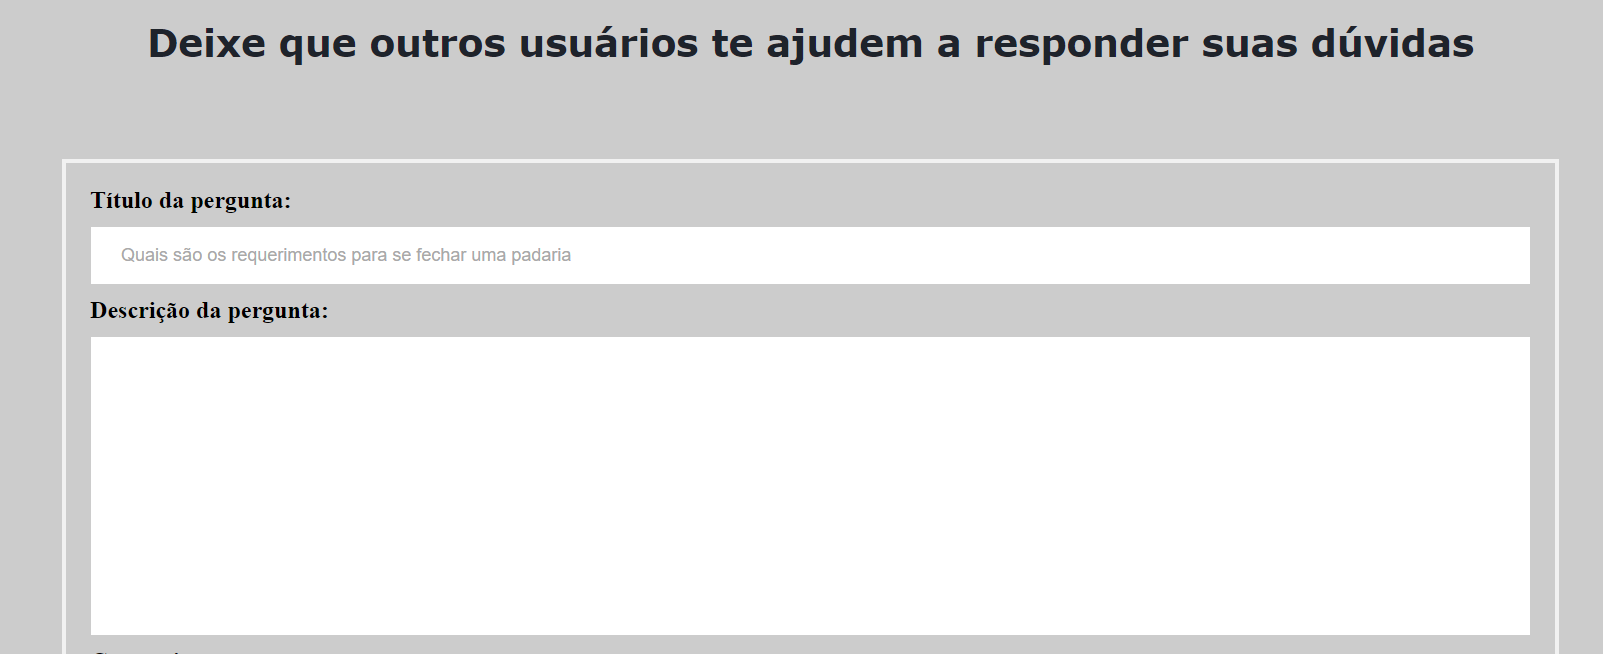 Deixe que outros usuários te ajudem a responder suas dúvidas
Título da pergunta:
Quais são os requerimentos para se fechar uma padaria
Descrição da pergunta: